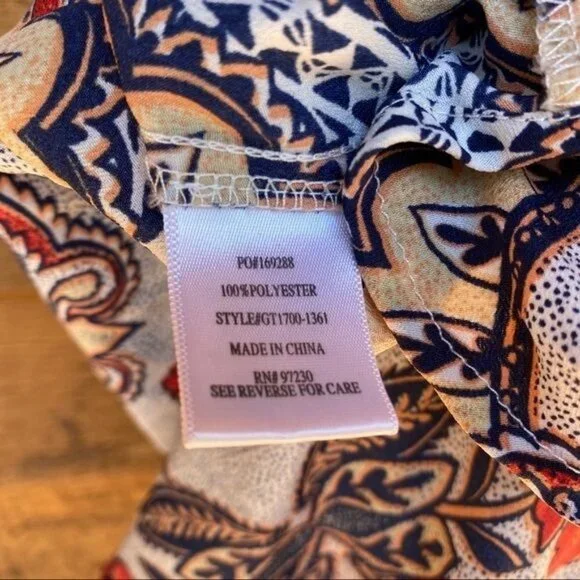 PO#169288
100%POLYESTER
STYLE#GT1700-1361
MADE IN CHINA
RN# 97230
SEE REVERSE FOR CARE